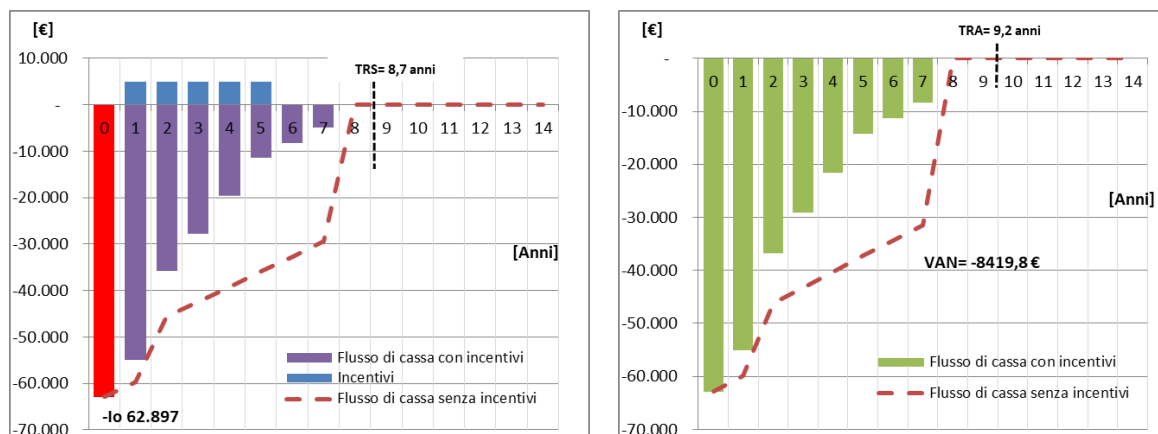 [€]
10.000
-
-10.000
-20.000
-30.000
-40.000
-50.000
-60.000
-70.000
TRS= 8,7 anni
0 1 2 3 4 5 6 7 8 9 10 11 12 13 14
[Anni]
Flusso di cassa con incentivi
Incentivi
Flusso di cassa senza incentivi
-Io 62.897
[€]
-
-10.000
-20.000
-30.000
-40.000
-50.000
-60.000
-70.000
TRA= 9,2 anni
0 1 2 3 4 5 6 7 8 9 10 11 12 13 14
[Anni]
VAN= -8419,8 €
Flusso di cassa con incentivi
Flusso di cassa senza incentivi